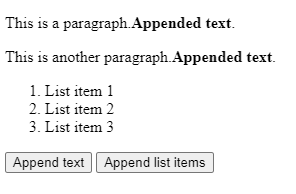 This is a paragraph.Appended text.
This is another paragraph.Appended text.
1. List item 1
2. List item 2
3. List item 3
Append text Append list items